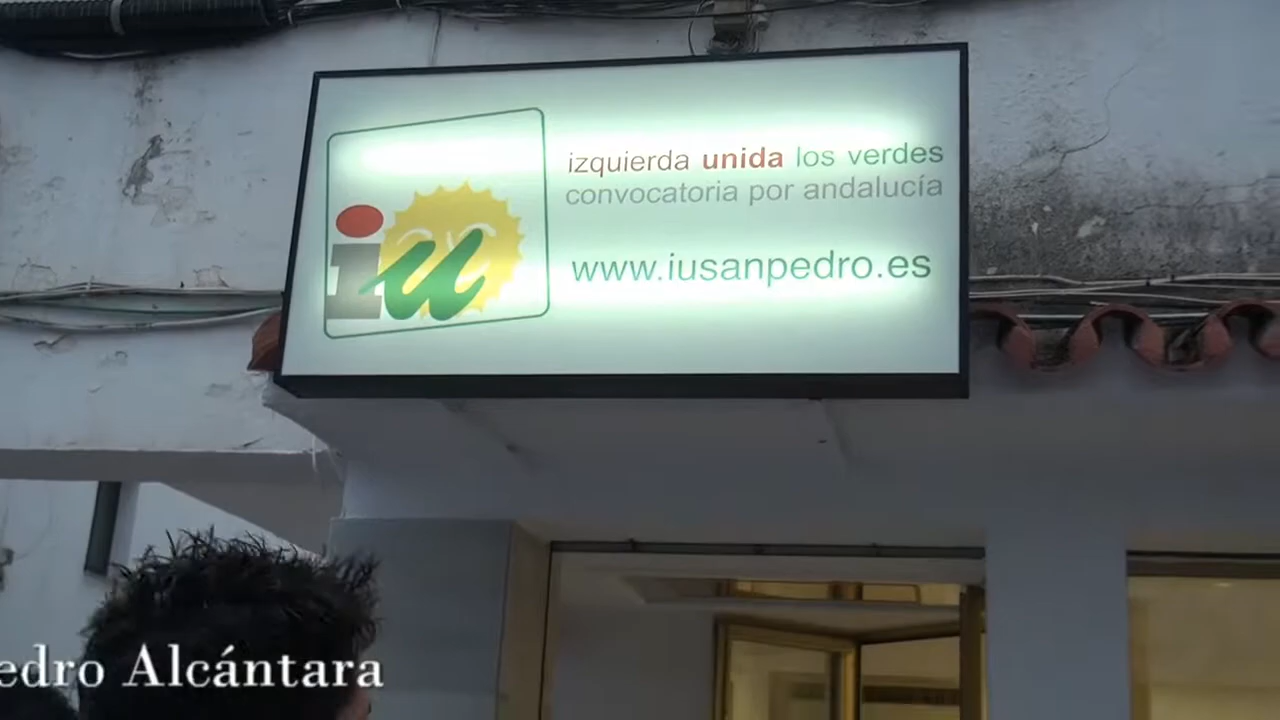 izquierda unida los verdes
convocatoria por andalucía
www.iusanpedro.es
iu
edro Alcántara